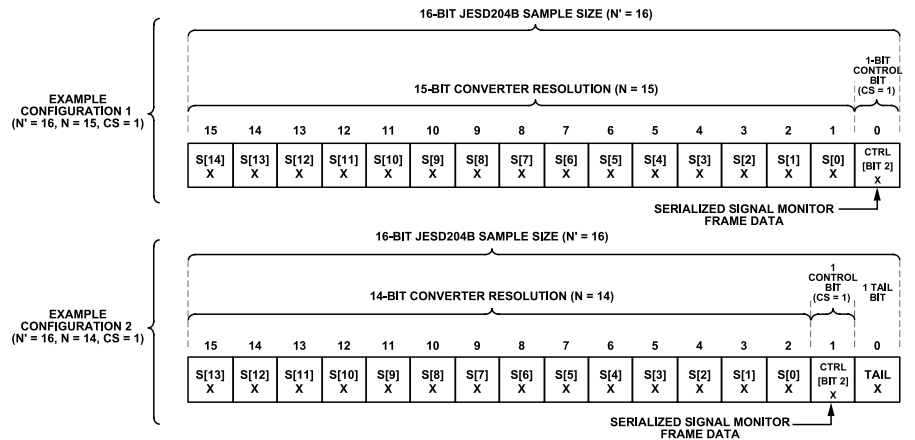 16-BIT JESD204B SAMPLE SIZE (N' = 16)
EXAMPLE
CONFIGURATION 1
(N' = 16, N = 15, CS = 1)
15-BIT CONVERTER RESOLUTION (N = 15)
1-BIT
CONTROL
BIT
(CS = 1)
15 14 13 12 11 10 9 8 7 6 5 4 3 2 1 0
S[14] S[13] S[12] S[11] S[10] S[9] S[8] S[7] S[6] S[5] S[4] S[3] S[2] S[1] S[0] CTRL
[BIT 2]
X X X X X X X X X X X X X X X X
SERIALIZED SIGNAL MONITOR
FRAME DATA
16-BIT JESD204B SAMPLE SIZE (N' = 16)
EXAMPLE
CONFIGURATION 2
(N' = 16, N = 14, CS = 1)
14-BIT CONVERTER RESOLUTION (N = 14)
1
CONTROL
BIT
(CS = 1)
1 TAIL
BIT
15 14 13 12 11 10 9 8 7 6 5 4 3 2 1 0
S[13] S[12] S[11] S[10] S[9] S[8] S[7] S[6] S[5] S[4] S[3] S[2] S[1] S[0] CTRL TAIL
[BIT 2]
X X X X X X X X X X X X X X X X
SERIALIZED SIGNAL MONITOR
FRAME DATA